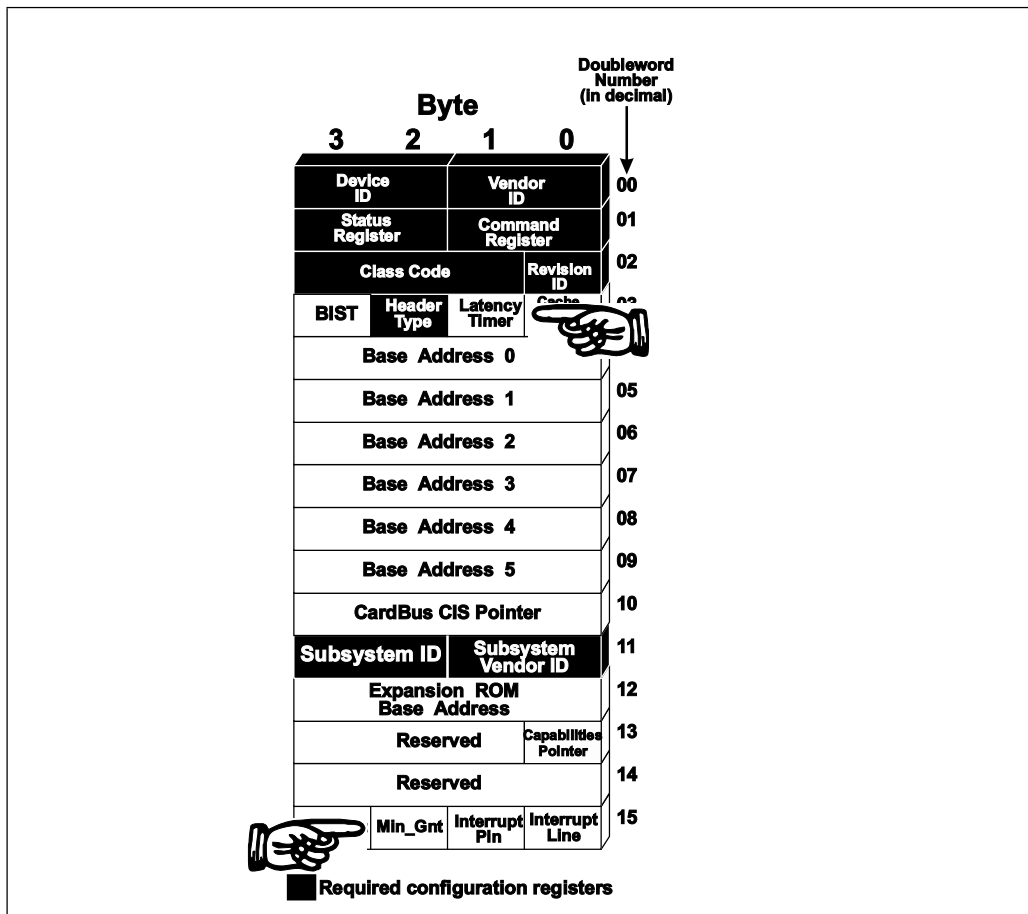 Doubleword
Number
(in decimal)
Byte
3 2 1 0
Device
ID
Vendor
ID
00
Status
Register
Command
Register
01
Class Code
Revision
ID
02
BIST
Header
Type
Latency
Timer
Cache
Base Address 0
Base Address 1
05
Base Address 2
06
Base Address 3
07
Base Address 4
08
Base Address 5
09
CardBus CIS Pointer
10
Subsystem ID
Subsystem
Vendor ID
11
Expansion ROM
Base Address
12
Reserved
Capabilities
Pointer
13
Reserved
14
Min_Gnt
Interrupt
Pin
Interrupt
Line
15
Required configuration registers